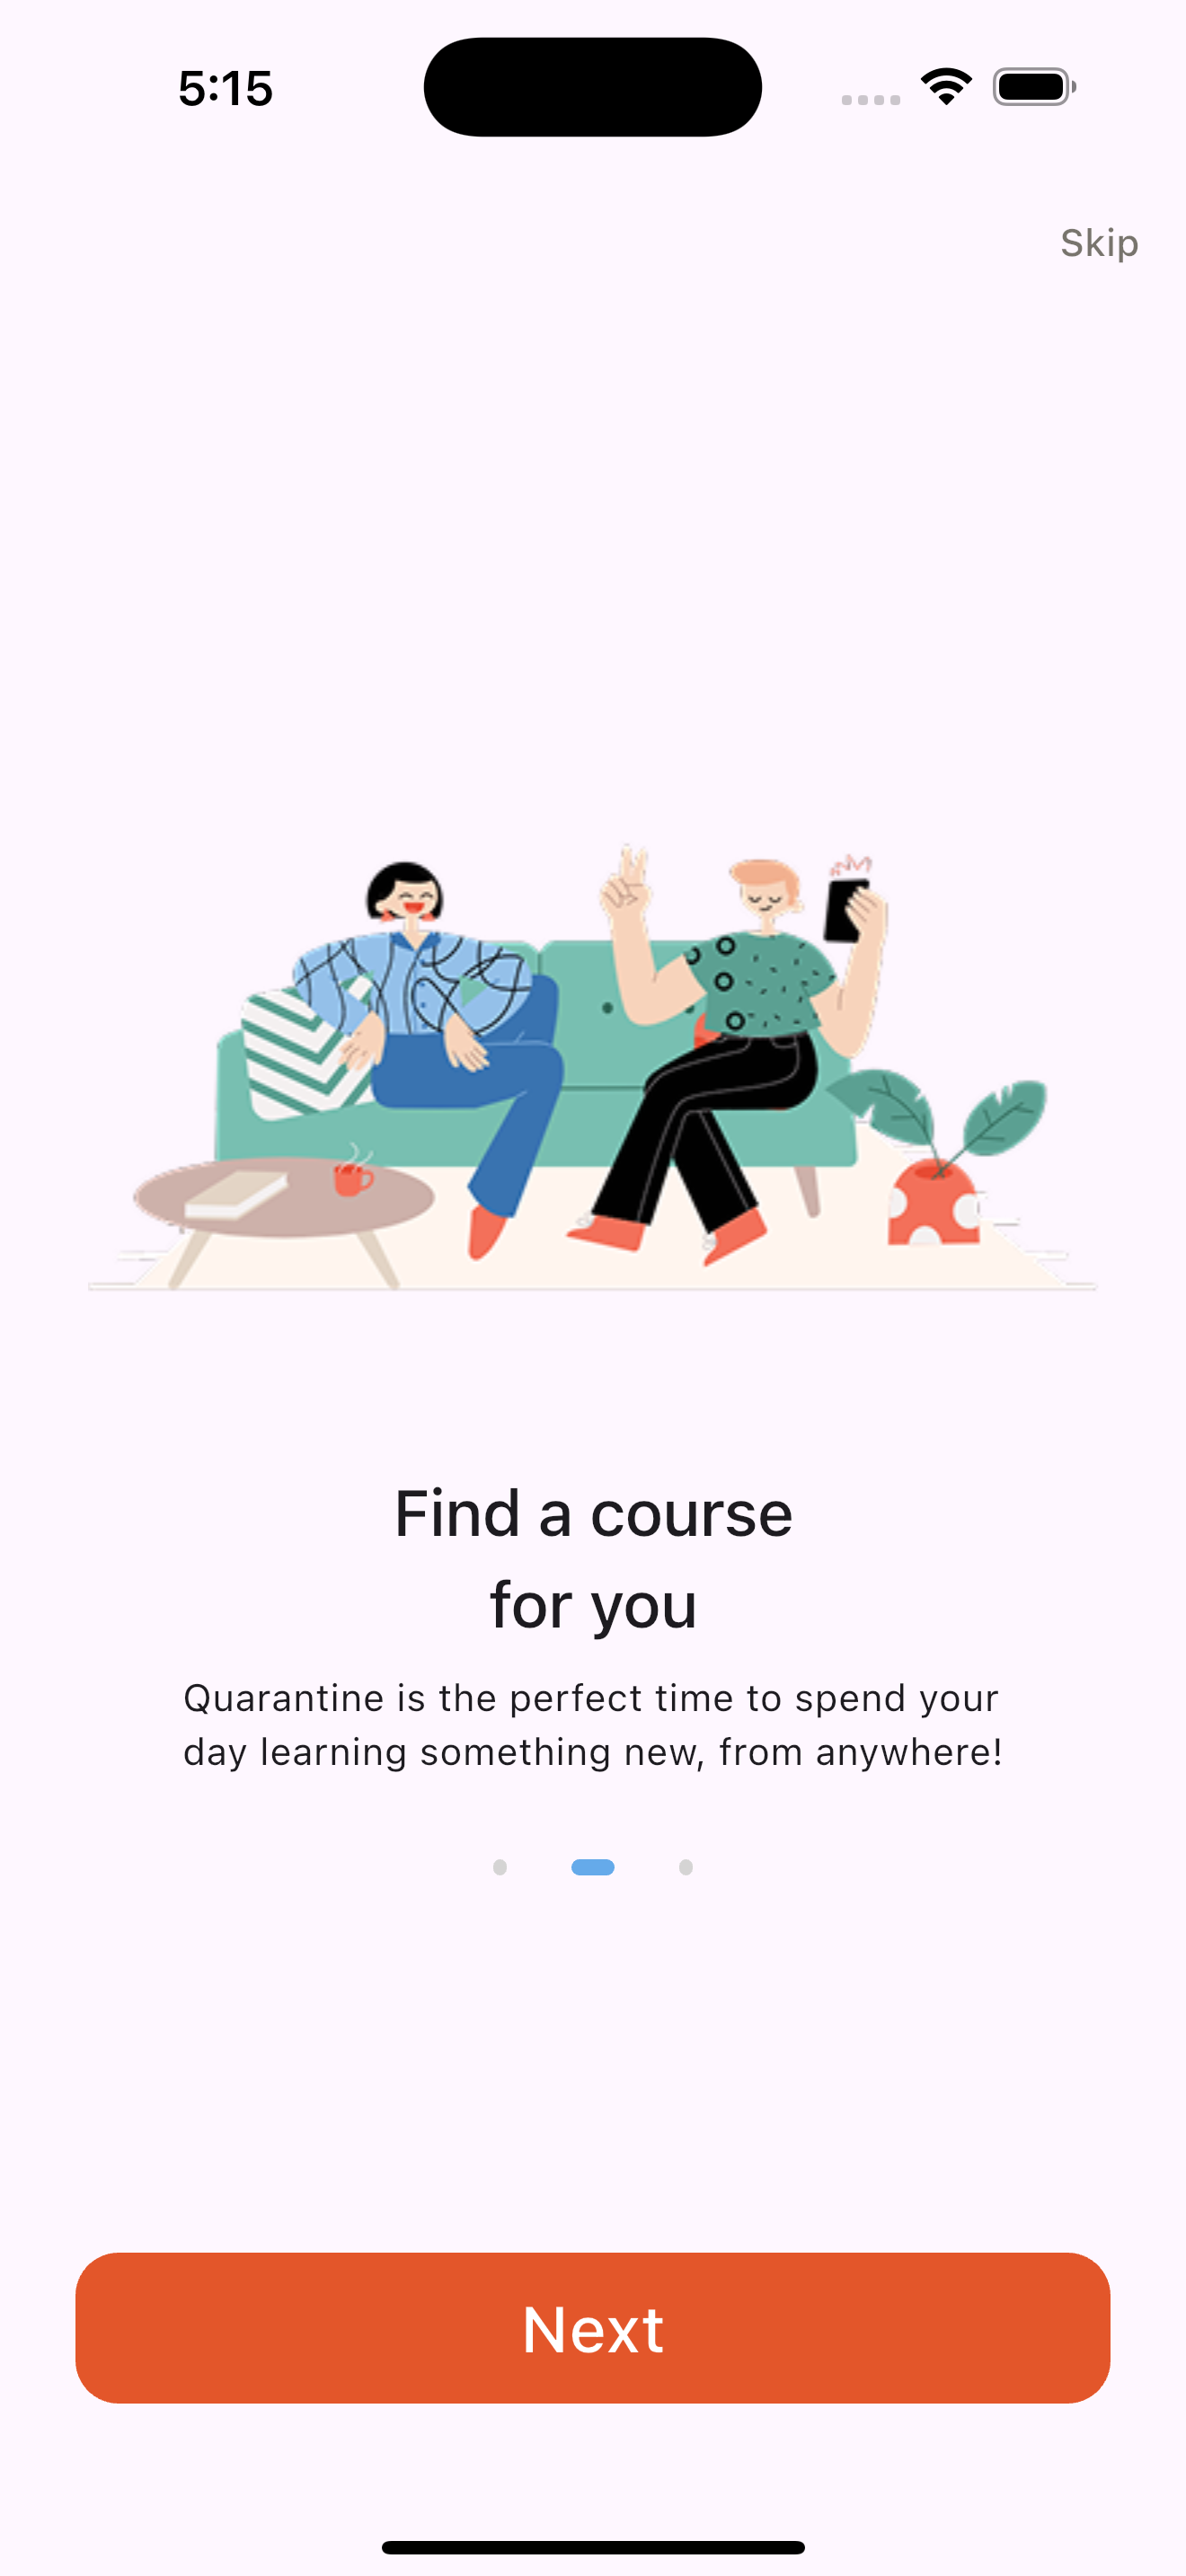 5:15
Skip
Find a course
for you
Quarantine is the perfect time to spend your
day learning something new, from anywhere!
Next